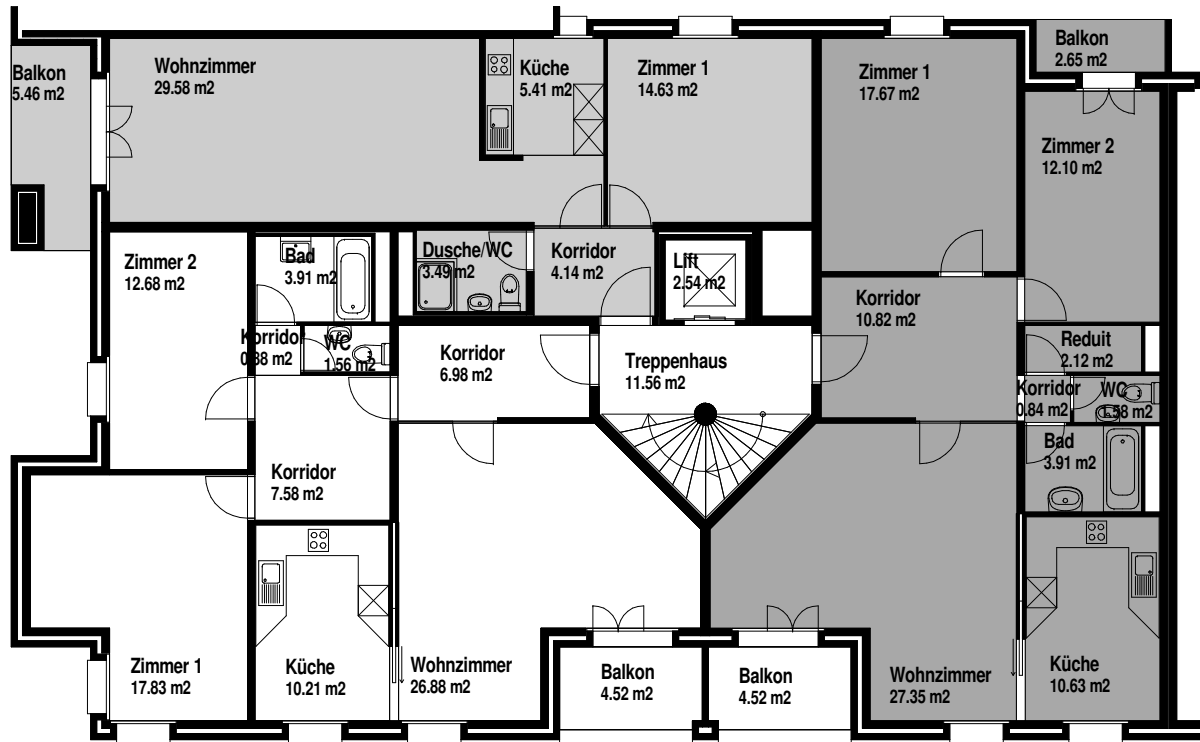 Balkon
5.46 m2
Wohnzimmer
29.58 m2
Küche
5.41 m2
Zimmer 1
14.63 m2
Zimmer 1
17.67 m2
Balkon
2.65 m2
Zimmer 2
12.10 m2
Zimmer 2
12.68 m2
Bad
3.91 m2
Dusche/WC
3.49 m2
Korridor
4.14 m2
Lift
2.54 m2
Korridor
10.82 m2
Korridor
0.88 m2
WC
1.56 m2
Korridor
6.98 m2
Treppenhaus
11.56 m2
Reduit
2.12 m2
Korridor
0.84 m2
WC
1.58 m2
Bad
3.91 m2
Korridor
7.58 m2
Zimmer 1
17.83 m2
Küche
10.21 m2
Wohnzimmer
26.88 m2
Balkon
4.52 m2
Balkon
4.52 m2
Wohnzimmer
27.35 m2
Küche
10.63 m2